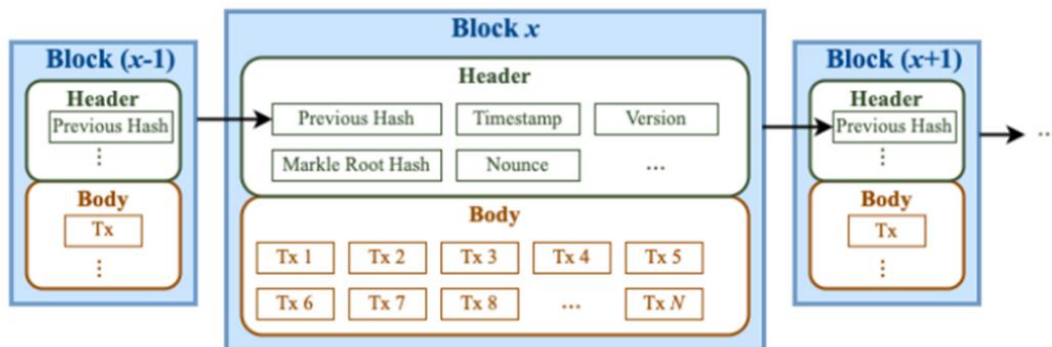 Block (x-1)
Header
Previous Hash
⋮
Body
Tx
⋮
Block x
Header
Previous Hash Timestamp Version
Markle Root Hash Nounce ...
Body
Tx 1 Tx 2 Tx 3 Tx 4 Tx 5
Tx 6 Tx 7 Tx 8 ... Tx N
Block (x+1)
Header
Previous Hash
⋮
Body
Tx
⋮
..